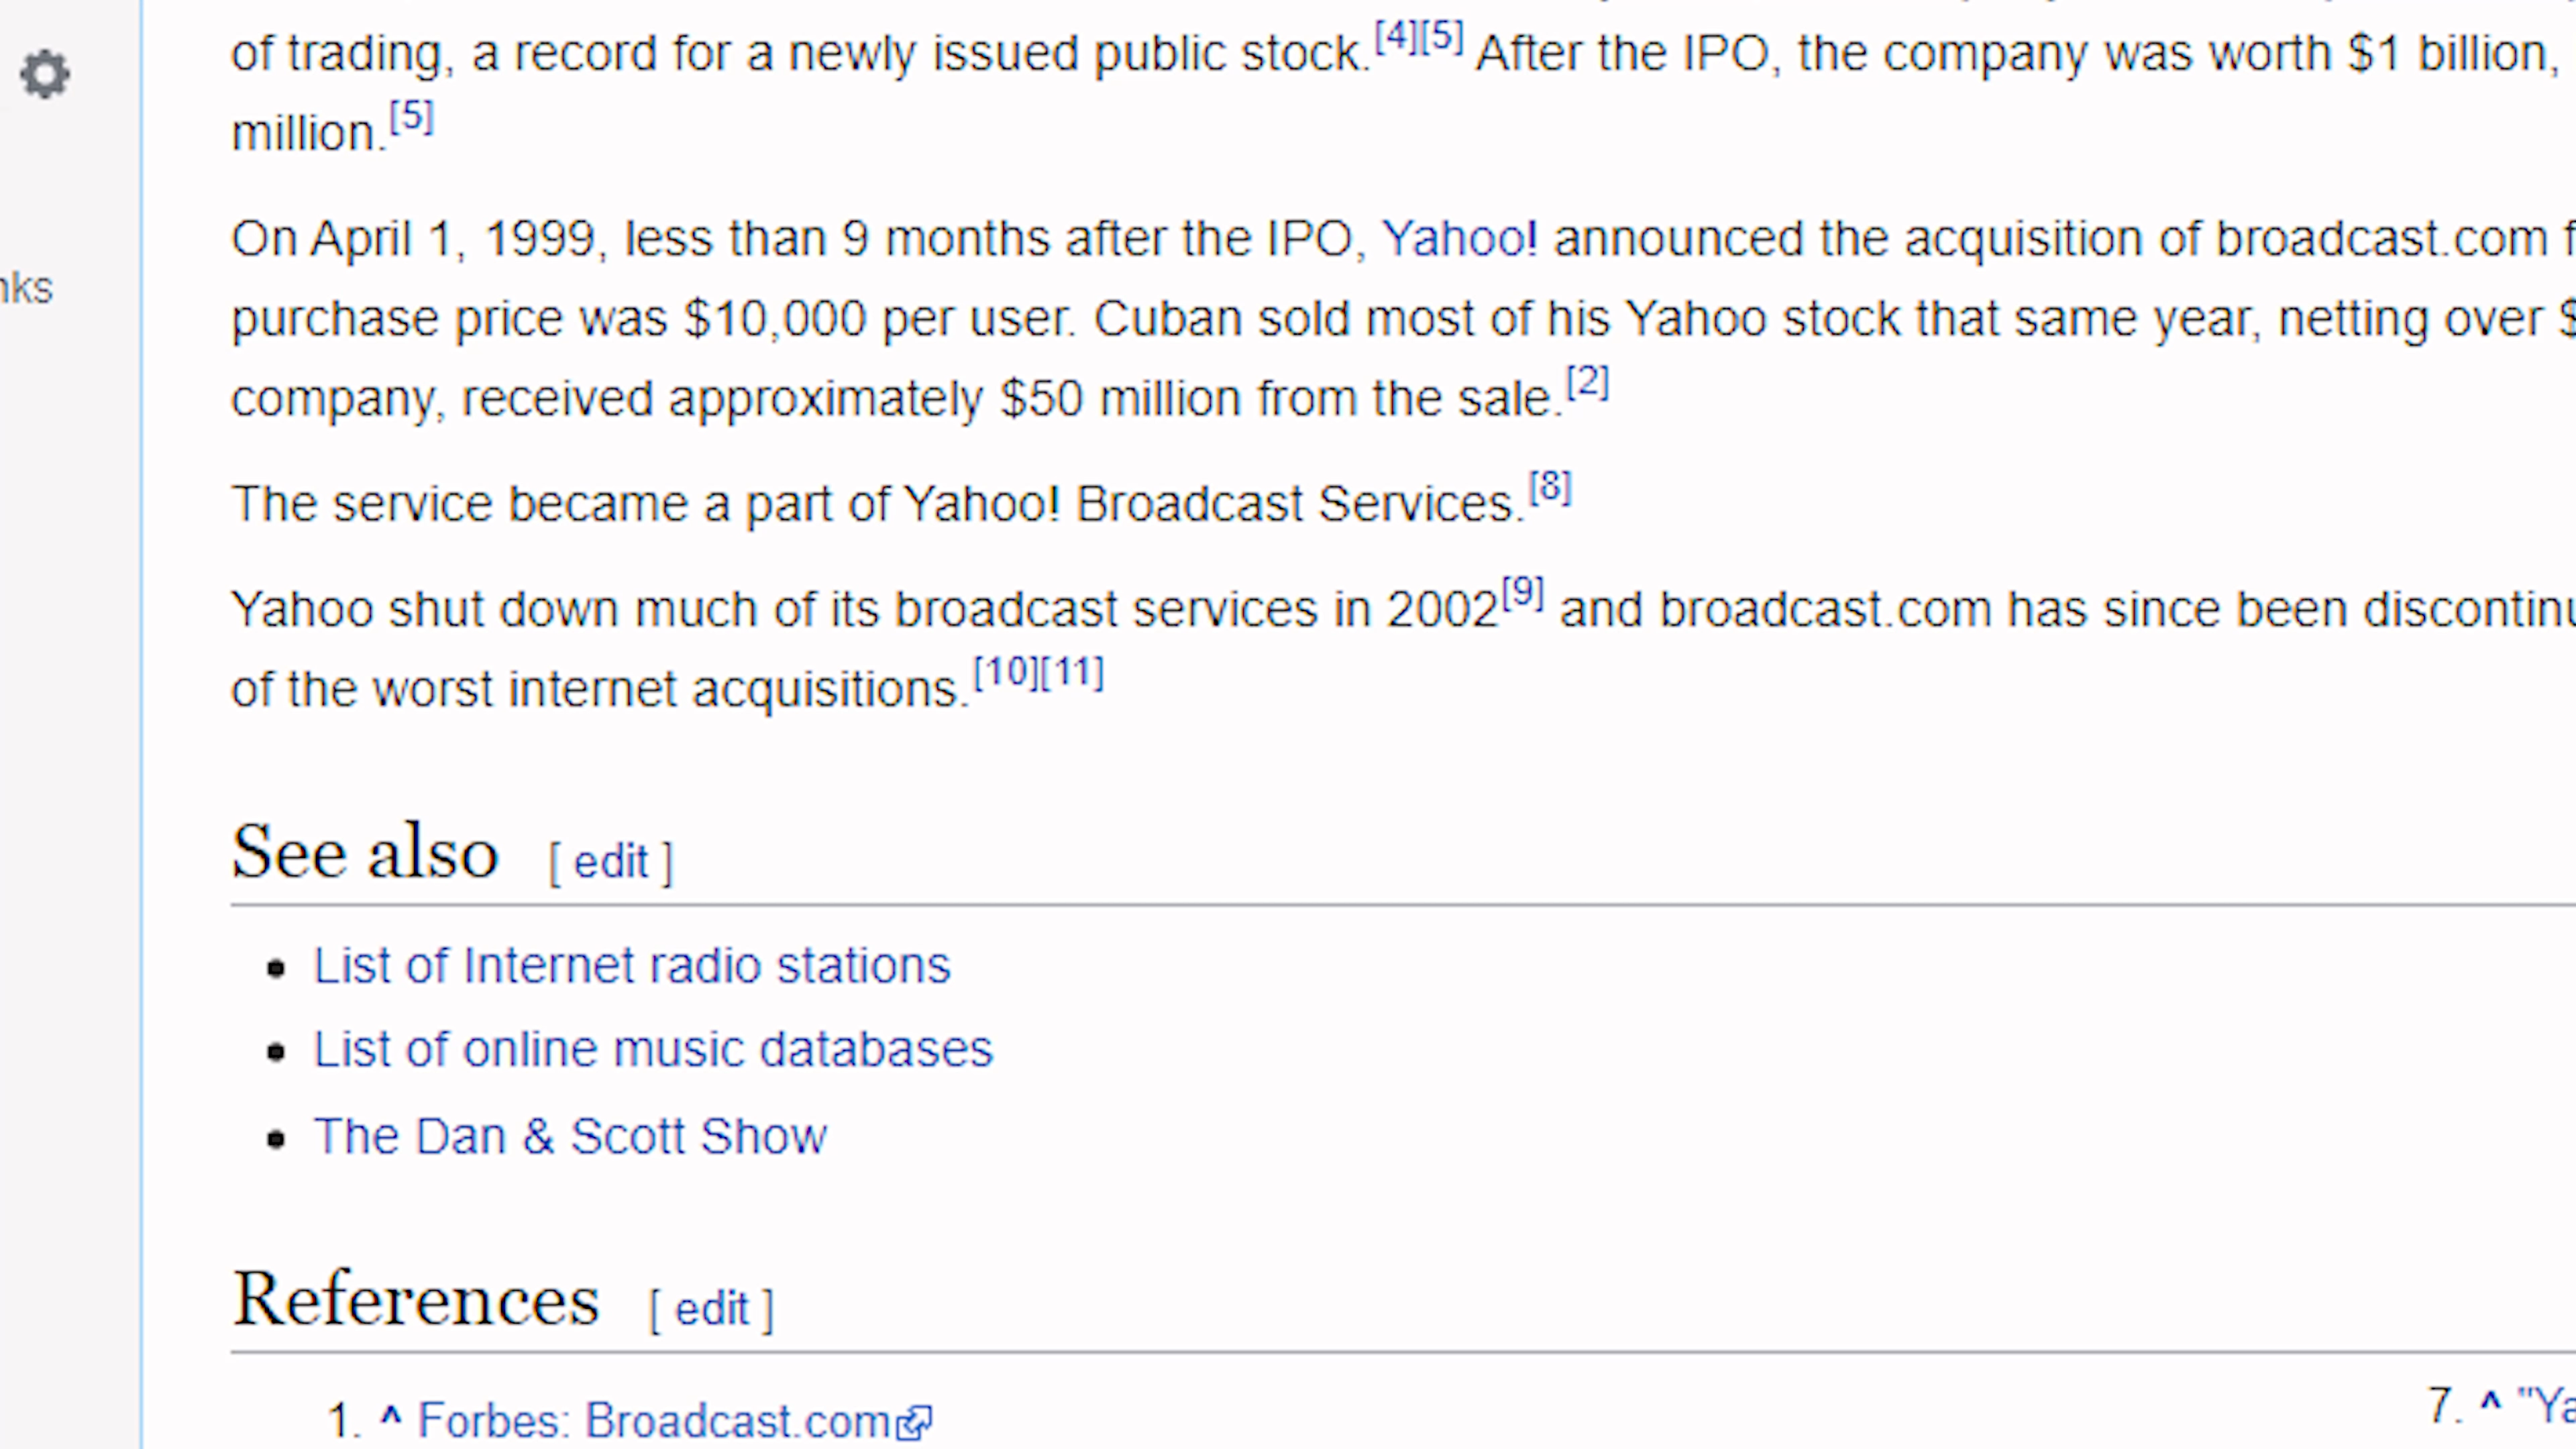 of trading, a record for a newly issued public stock.[4][5] After the IPO, the company was worth $1 billion,
million.[5]
nks
On April 1, 1999, less than 9 months after the IPO, Yahoo! announced the acquisition of broadcast.com f
purchase price was $10,000 per user. Cuban sold most of his Yahoo stock that same year, netting over $
company, received approximately $50 million from the sale.[2]
The service became a part of Yahoo! Broadcast Services.[8]
Yahoo shut down much of its broadcast services in 2002[9] and broadcast.com has since been discontinu
of the worst internet acquisitions.[10][11]
See also [ edit ]
• List of Internet radio stations
• List of online music databases
• The Dan & Scott Show
References [ edit ]
1. ^ Forbes: Broadcast.com
7. ^ "Ya